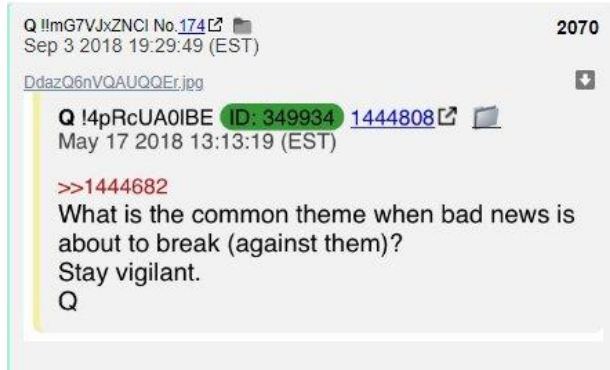 Q !!mG7VJxZNCI No.174
2070
Sep 3 2018 19:29:49 (EST)
DdazQ6nVQAUQQEr.jpg
Q !4pRcUA0lBE ID: 349934 1444808
May 17 2018 13:13:19 (EST)
>>1444682
What is the common theme when bad news is
about to break (against them)?
Stay vigilant.
Q